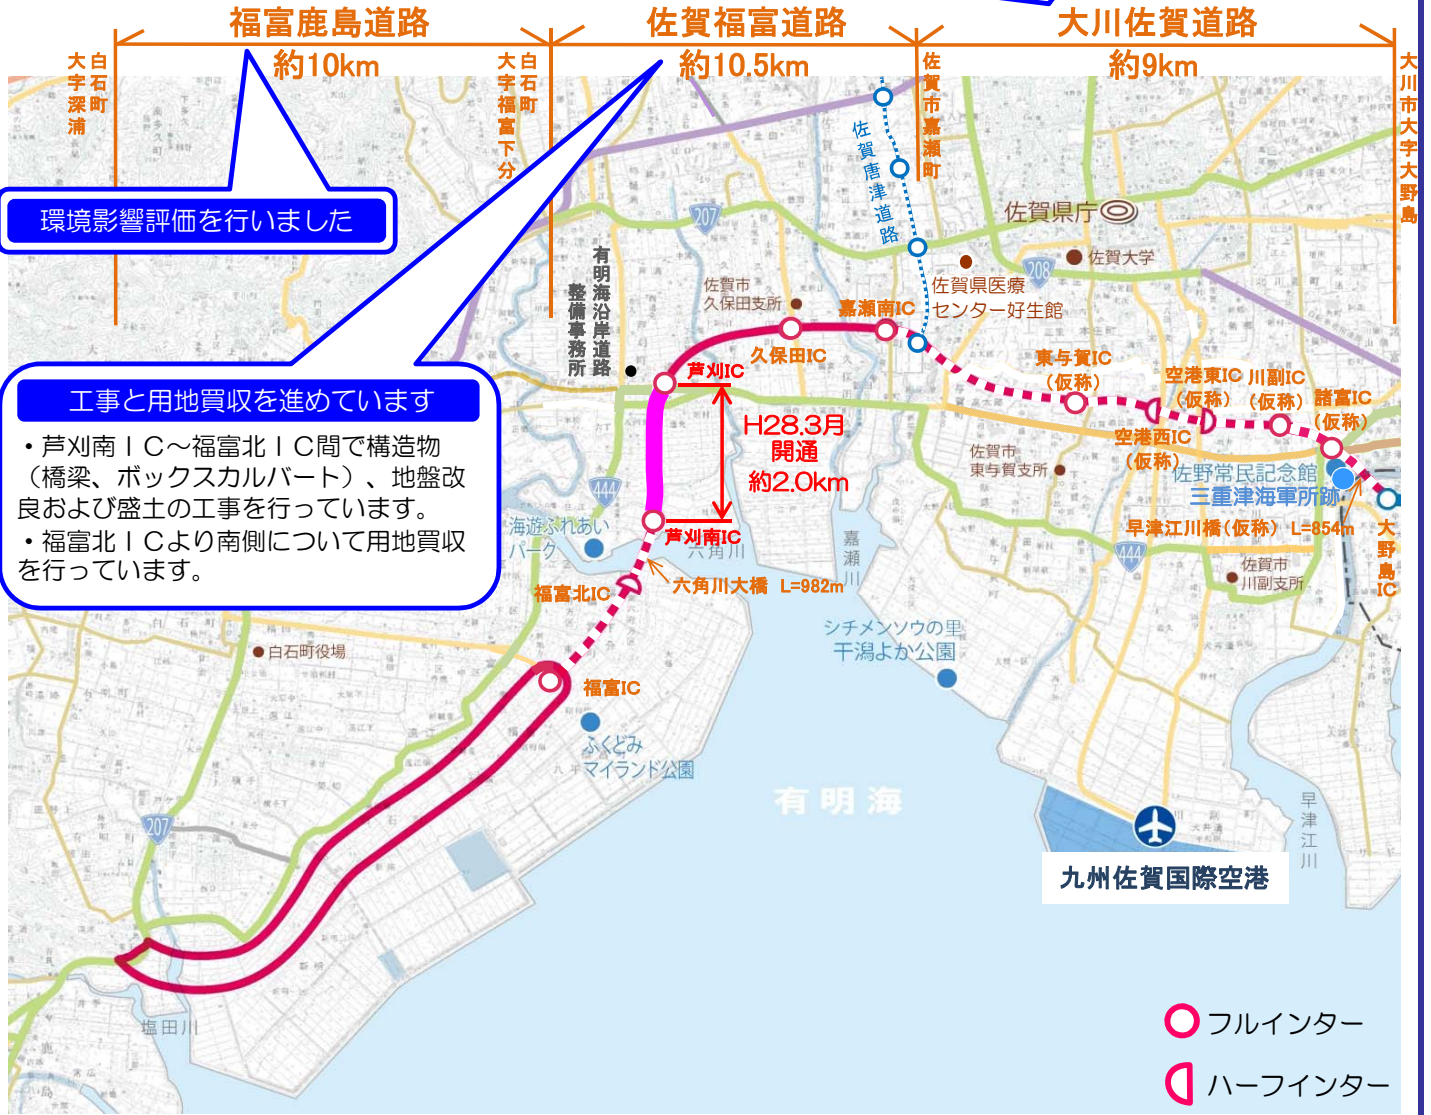 福富鹿島道路
佐賀福富道路
大川佐賀道路
約10km
約10.5km
約9km
白石町
大字深浦
白石町
大字福富下分
佐賀市嘉瀬町
大川市大字大野島
環境影響評価を行いました
工事と用地買収を進めています
・芦刈南ＩＣ～福富北ＩＣ間で構造物
（橋梁、ボックスカルバート）、地盤改
良および盛土の工事を行っています。
・福富北ＩＣより南側について用地買収
を行っています。
佐賀唐津道路
207
佐賀県庁
208
佐賀大学
佐賀県医療
センター好生館
有明海沿岸道路
整備事務所
佐賀市
久保田支所
嘉瀬南IC
久保田IC
芦刈IC
H28.3月
開通
約2.0km
芦刈南IC
東与賀IC
(仮称)
空港東IC
(仮称)
川副IC
(仮称)
諸富IC
(仮称)
空港西IC
(仮称)
佐賀市
東与賀支所
佐野常民記念館
三重津海軍所跡
早津江川橋(仮称) L=854m
大野島IC
444
444
佐賀市
川副支所
海遊ふれあい
パーク
六角川
嘉瀬川
福富北IC
六角川大橋 L=982m
シチメンソウの里
干潟よか公園
白石町役場
福富IC
ふくどみ
マイランド公園
有明海
早津江川
九州佐賀国際空港
207
塩田川
フルインター
ハーフインター